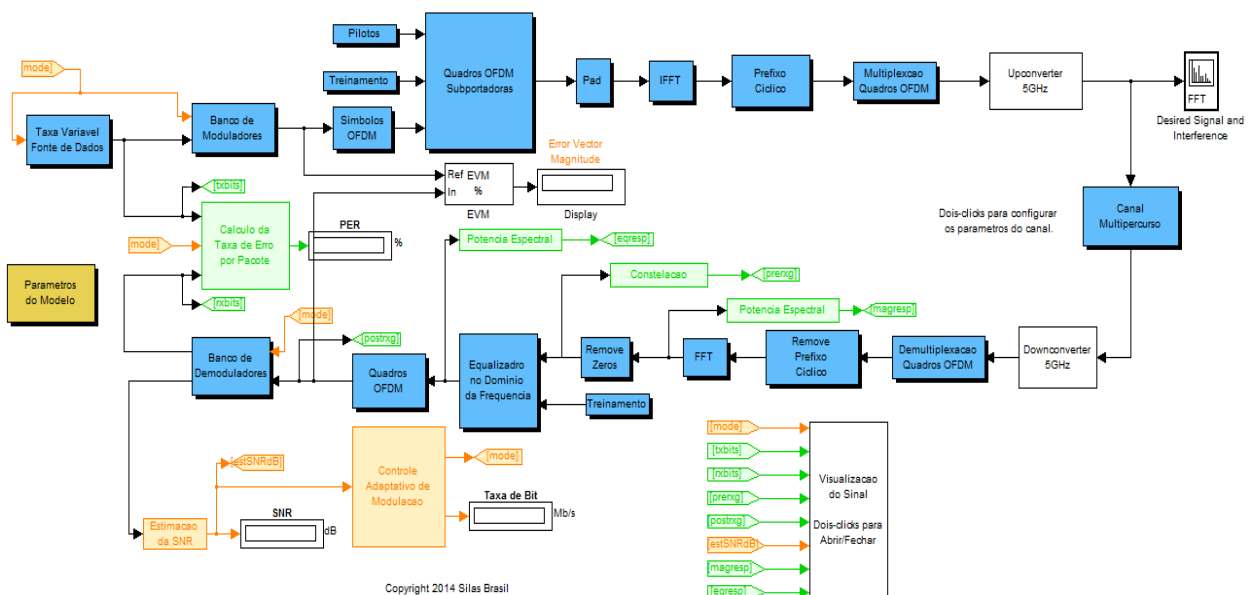 Pilotos
Treinamento
Quadros OFDM
Subportadoras
Pad
IFFT
Prefixo
Ciclico
Multiplexcao
Quadros OFDM
Upconverter
5GHz
FFT
Desired Signal and
Interference
mode]
Taxa Variavel
Fonte de Dados
Banco de
Moduladores
Simbolos
OFDM
Error Vector
Magnitude
Ref EVM
%
In
EVM
Display
[txbits]
Calculo da
Taxa de Erro
por Pacote
mode]
PER
%
[rxbits]
Potencia Espectral
[eqresp]
Constelacao
[prerxg]
Potencia Espectral
[magresp]
Dois-clicks para configurar
os parametros do canal.
Canal
Multipercurso
Parametros
do Modelo
[mode]
Banco de
Demoduladores
[postrxg]
Quadros
OFDM
Equalizadro
no Dominio
da Frequencia
Remove
Zeros
FFT
Remove
Prefixo
Ciclico
Demultiplexacao
Quadros OFDM
Downconverter
5GHz
Treinamento
[estSNRdB]
Controle
Adaptativo de
Modulacao
[mode]
Taxa de Bit
Mb/s
Estimacao
da SNR
SNR
dB
[mode]
[txbits]
[rxbits]
[prerxg]
[postrxg]
[estSNRdB]
[magresp]
[eqresp]
Visualizacao
do Sinal
Dois-clicks para
Abrir/Fechar
Copyright 2014 Silas Brasil